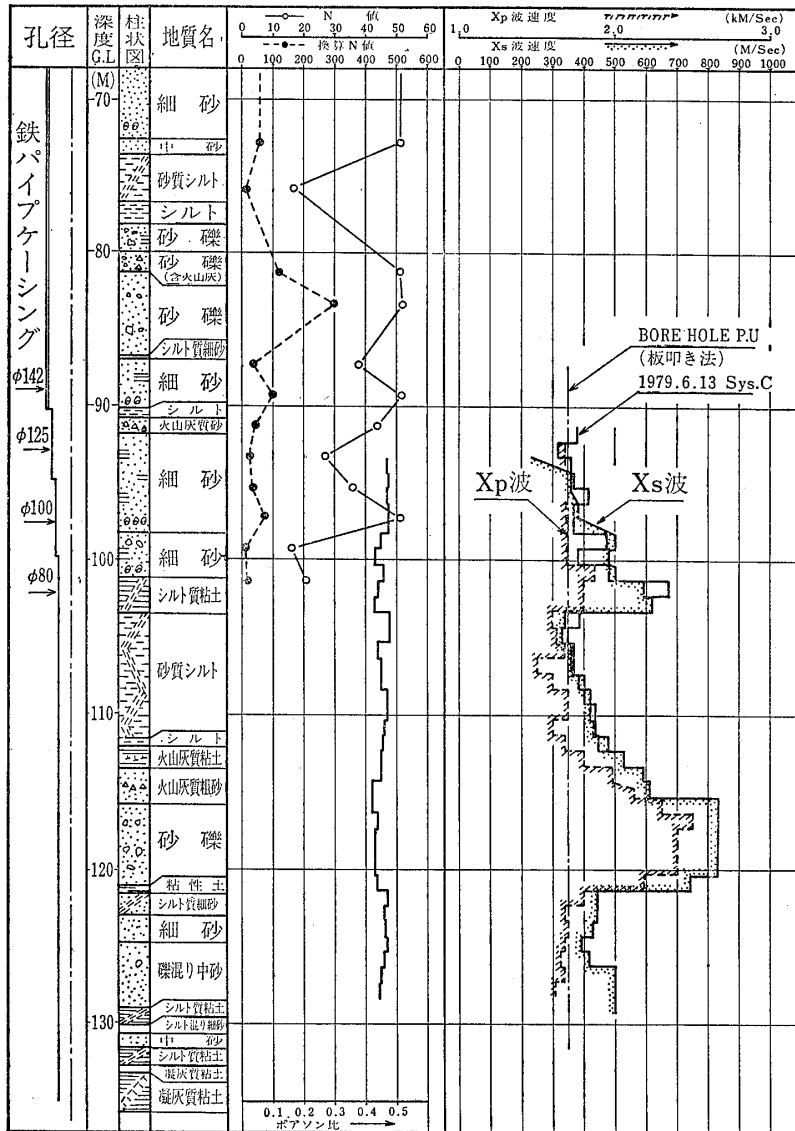 孔径
深度
G.L
(M)
柱状図
地質名
N 値
0 10 20 30 40 50 60
換算N値
0 100 200 300 400 500 600
Xp波速度 (kM/Sec)
1.0 2.0 3.0
Xs波速度 (M/Sec)
0 100 200 300 400 500 600 700 800 900 1000
鉄パイプケーシング
-70
細砂
中砂
砂質シルト
シルト
砂礫
-80
砂礫
(含火山灰)
砂礫
シルト質細砂
φ142
細砂
-90
シルト
火山灰質砂
φ125
細砂
φ100
細砂
-100
φ80
シルト質粘土
砂質シルト
-110
シルト
火山灰質粘土
火山灰質粗砂
砂礫
-120
粘性土
シルト質細砂
細砂
礫混り中砂
シルト質粘土
-130
シルト混り細砂
中砂
シルト質粘土
凝灰質粘土
凝灰質粘土
BORE HOLE P.U
(板叩き法)
1979.6.13 Sys.C
Xp波
Xs波
0.1 0.2 0.3 0.4 0.5
ポアソン比